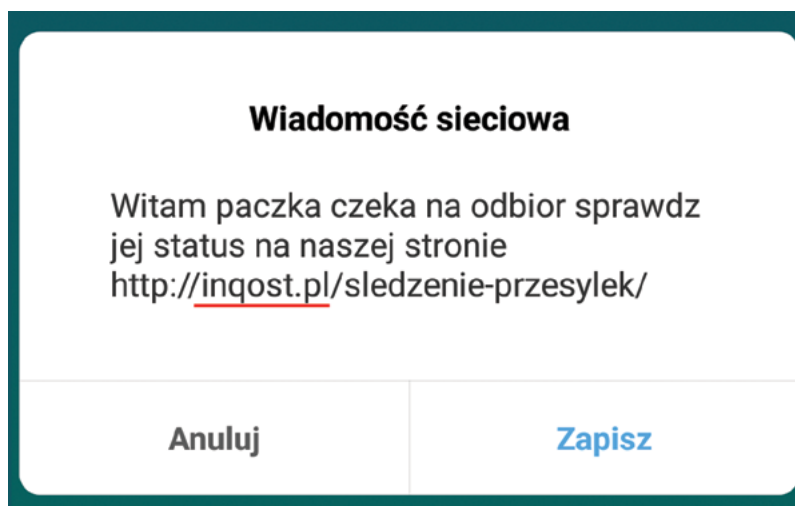 Wiadomość sieciowa
Witam paczka czeka na odbior sprawdz
jej status na naszej stronie
http://inqost.pl/sledzenie-przesylek/
Anuluj
Zapisz